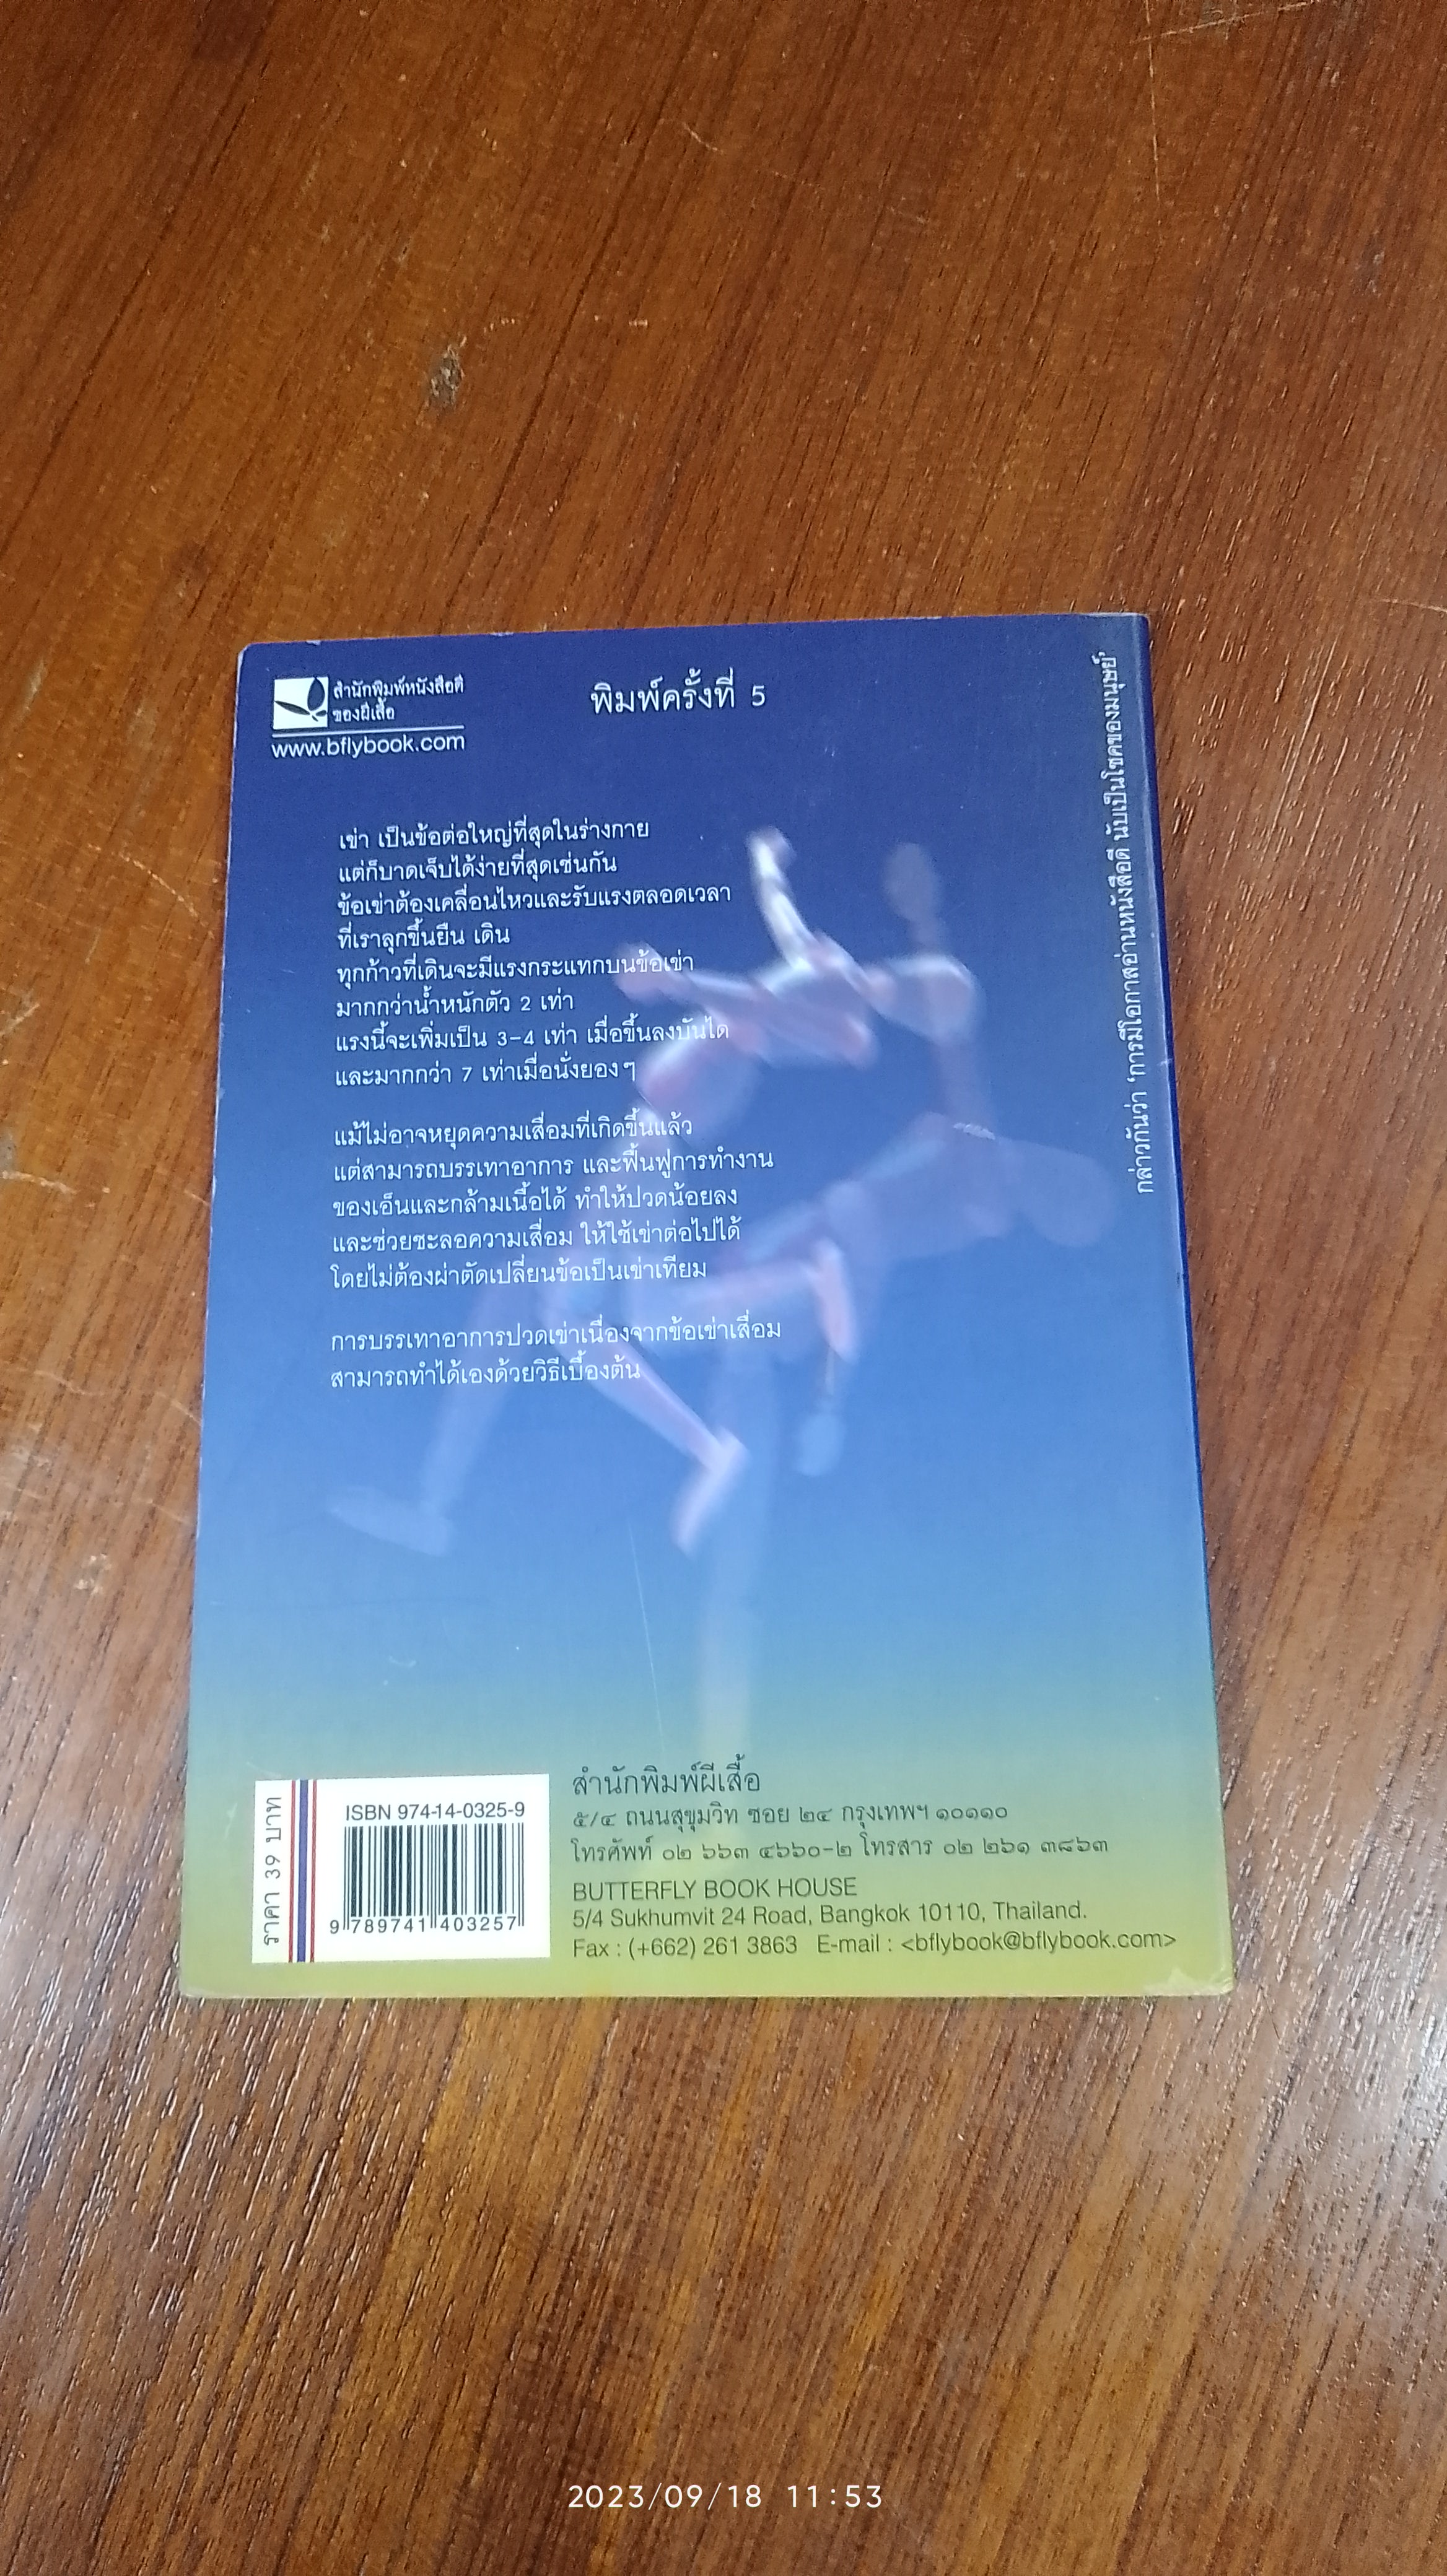 สำนักพิมพ์หนังสือดี
ของผีเสื้อ
www.bflybook.com
พิมพ์ครั้งที่ 5
เข่า เป็นข้อต่อใหญ่ที่สุดในร่างกาย
แต่ก็บาดเจ็บได้ง่ายที่สุดเช่นกัน
ข้อเข่าต้องเคลื่อนไหวและรับแรงตลอดเวลา
ที่เราลุกขึ้นยืน เดิน
ทุกก้าวที่เดินจะมีแรงกระแทกบนข้อเข่า
มากกว่าน้ำหนักตัว 2 เท่า
แรงนี้จะเพิ่มเป็น 3-4 เท่า เมื่อขึ้นลงบันได
และมากกว่า 7 เท่าเมื่อนั่งยองๆ
แม้ไม่อาจหยุดความเสื่อมที่เกิดขึ้นแล้ว
แต่สามารถบรรเทาอาการ และฟื้นฟูการทำงาน
ของเอ็นและกล้ามเนื้อได้ ทำให้ปวดน้อยลง
และช่วยชะลอความเสื่อม ให้ใช้เข่าต่อไปได้
โดยไม่ต้องผ่าตัดเปลี่ยนข้อเป็นเข่าเทียม
การบรรเทาอาการปวดเข่าเนื่องจากข้อเข่าเสื่อม
สามารถทำได้เองด้วยวิธีเบื้องต้น
กล่าวกันว่า 'การมีโอกาสอ่านหนังสือดี นับเป็นโชคของมนุษย์'
ราคา 39 บาท
ISBN 974-14-0325-9
9 789741 403257
สำนักพิมพ์ผีเสื้อ
๕/๔ ถนนสุขุมวิท ซอย ๒๔ กรุงเทพฯ ๑๐๑๑๐
โทรศัพท์ ๐๒ ๖๖๓ ๔๖๖๐-๒ โทรสาร ๐๒ ๒๖๑ ๓๘๖๓
BUTTERFLY BOOK HOUSE
5/4 Sukhumvit 24 Road, Bangkok 10110, Thailand.
Fax : (+662) 261 3863 E-mail : <bflybook@bflybook.com>
2023/09/18 11:53